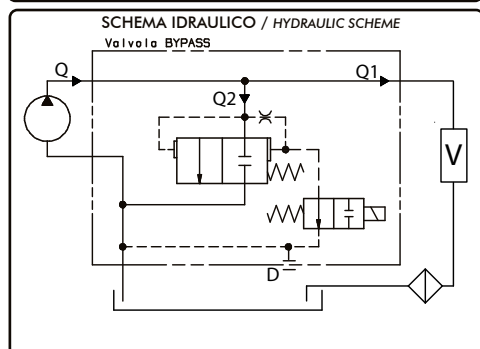 SCHEMA IDRAULICO / HYDRAULIC SCHEME
Valvola BYPASS
Q
Q1
Q2
V
D